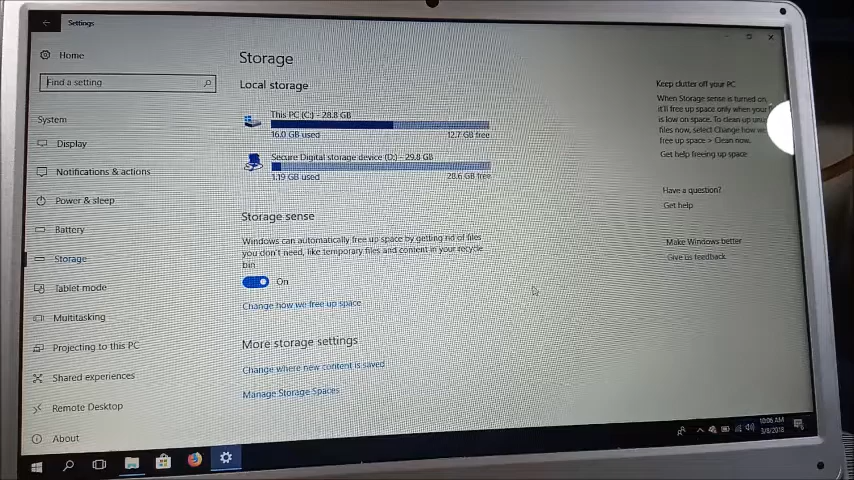 Settings
Home
Find a setting
System
Display
Notifications & actions
Power & sleep
Battery
Storage
Tablet mode
Multitasking
Projecting to this PC
Shared experiences
Remote Desktop
About
Storage
Local storage
This PC (C:) - 28.8 GB
16.0 GB used 12.7 GB free
Secure Digital storage device (D:) - 29.8 GB
1.19 GB used 28.6 GB free
Storage sense
Windows can automatically free up space by getting rid of files
you don't need, like temporary files and content in your recycle
bin
On
Change how we free up space
More storage settings
Change where new content is saved
Manage Storage Spaces
Keep clutter off your PC
When Storage sense is turned on,
it'll free up space only when your
is low on space. To clean up
files now, select Change how we
free up space > Clean now.
Get help freeing up space
Have a question?
Get help
Make Windows better
Give us feedback
10:06 AM
3/8/2018